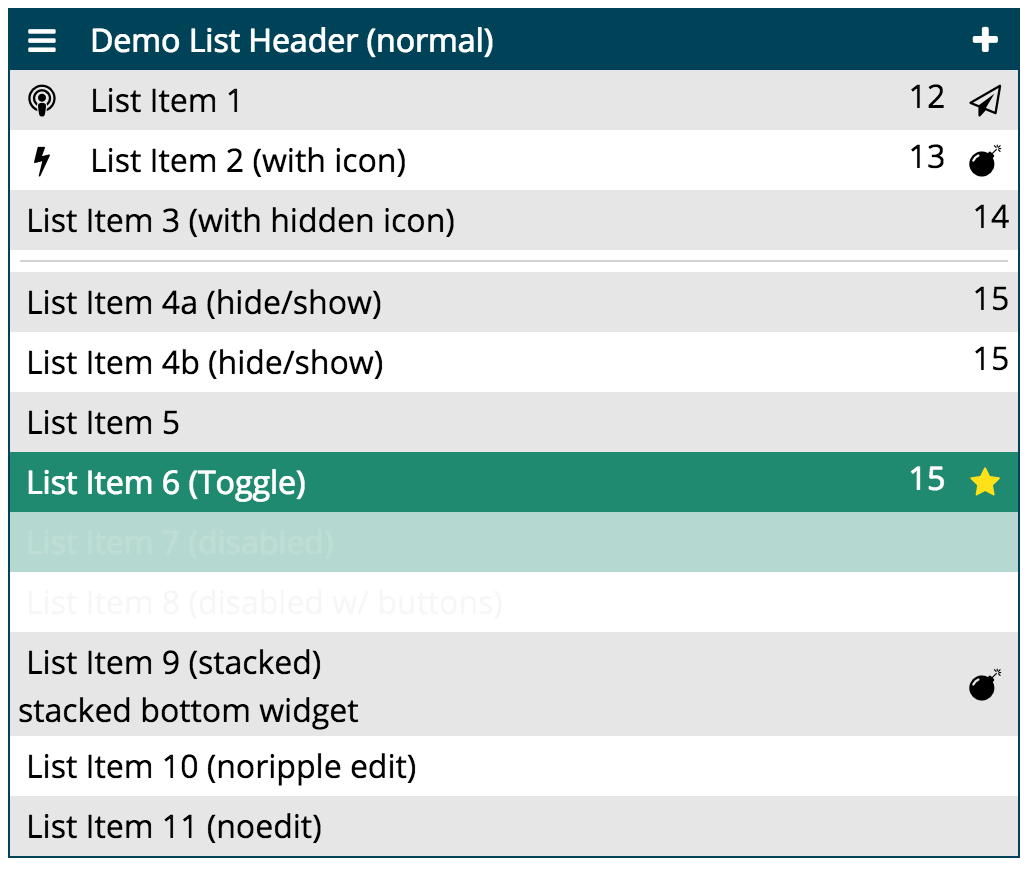 Demo List Header (normal)
List Item 1 12
List Item 2 (with icon) 13
List Item 3 (with hidden icon) 14
List Item 4a (hide/show) 15
List Item 4b (hide/show) 15
List Item 5
List Item 6 (Toggle) 15
List Item 7 (disabled)
List Item 8 (disabled w/ buttons)
List Item 9 (stacked)
stacked bottom widget
List Item 10 (noripple edit)
List Item 11 (noedit)